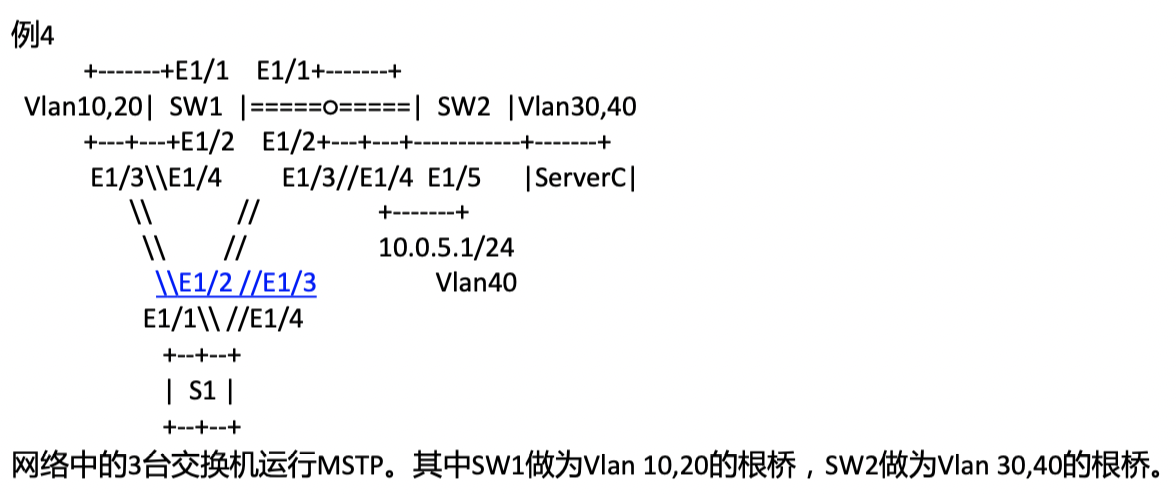 例4
+-------+E1/1 E1/1+-------+
Vlan10,20| SW1 |=====o=====| SW2 |Vlan30,40
+---+---+E1/2 E1/2+---+---+------------+-------+
E1/3\\E1/4 E1/3//E1/4 E1/5 |ServerC|
\\ // +-------+
\\ // 10.0.5.1/24
\\E1/2 //E1/3 Vlan40
E1/1\\ //E1/4
+--+--+
| S1 |
+--+--+
网络中的3台交换机运行MSTP。其中SW1做为Vlan 10,20的根桥，SW2做为Vlan 30,40的根桥。